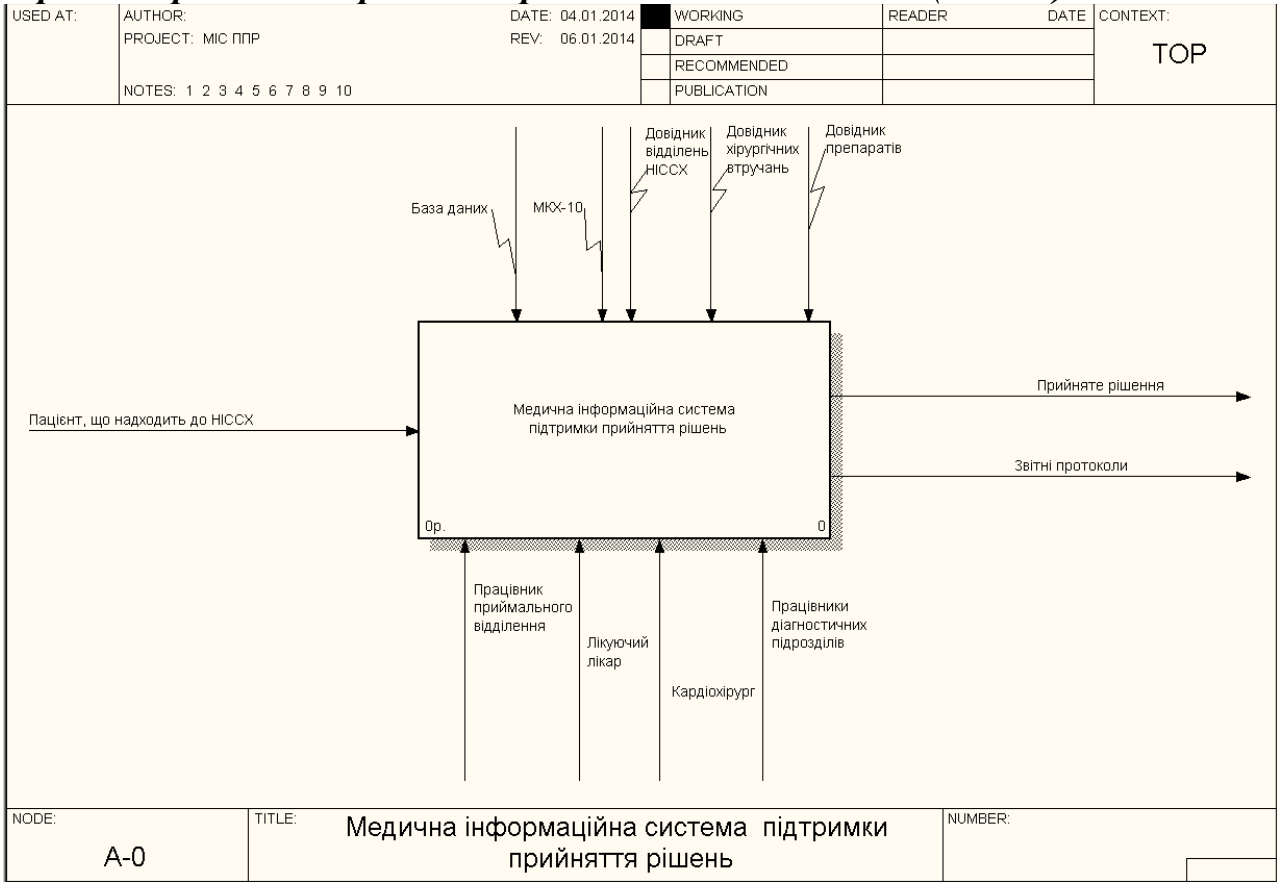 USED AT:
AUTHOR:
DATE: 04.01.2014
WORKING
READER
DATE
CONTEXT:
PROJECT: МІС ППР
REV: 06.01.2014
DRAFT
TOP
RECOMMENDED
NOTES: 1 2 3 4 5 6 7 8 9 10
PUBLICATION
База даних
МКХ-10
Довідник
відділень
НІССХ
Довідник
хірургічних
втручань
Довідник
препаратів
Пацієнт, що надходить до НІССХ
Медична інформаційна система
підтримки прийняття рішень
0р.
0
Прийняте рішення
Звітні протоколи
Працівник
приймального
відділення
Лікуючий
лікар
Кардіохірург
Працівники
діагностичних
підрозділів
NODE:
A-0
TITLE:
Медична інформаційна система підтримки
прийняття рішень
NUMBER: